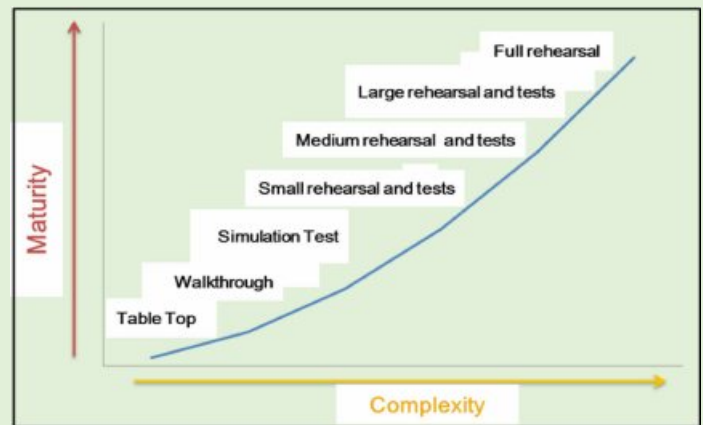 Full rehearsal
Large rehearsal and tests
Medium rehearsal and tests
Small rehearsal and tests
Simulation Test
Walkthrough
Table Top
Maturity
Complexity